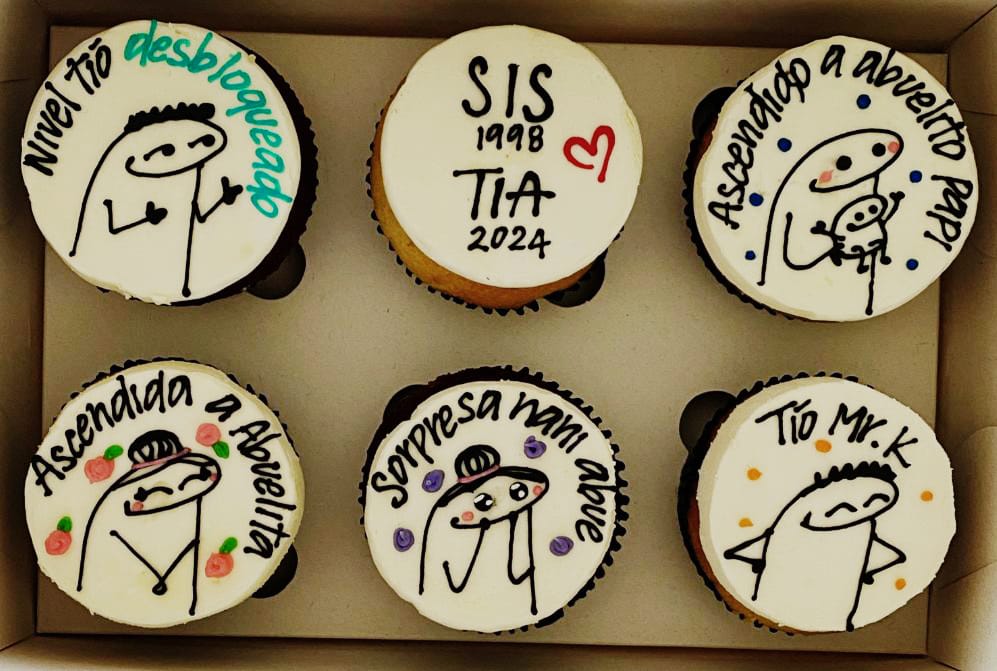 Nivel tío desbloqueado
SIS
1998
TIA
2024
Ascendido a abuelito papi
Ascendida a Abuelita
Sorpresa nani abue
Tío Mr. K